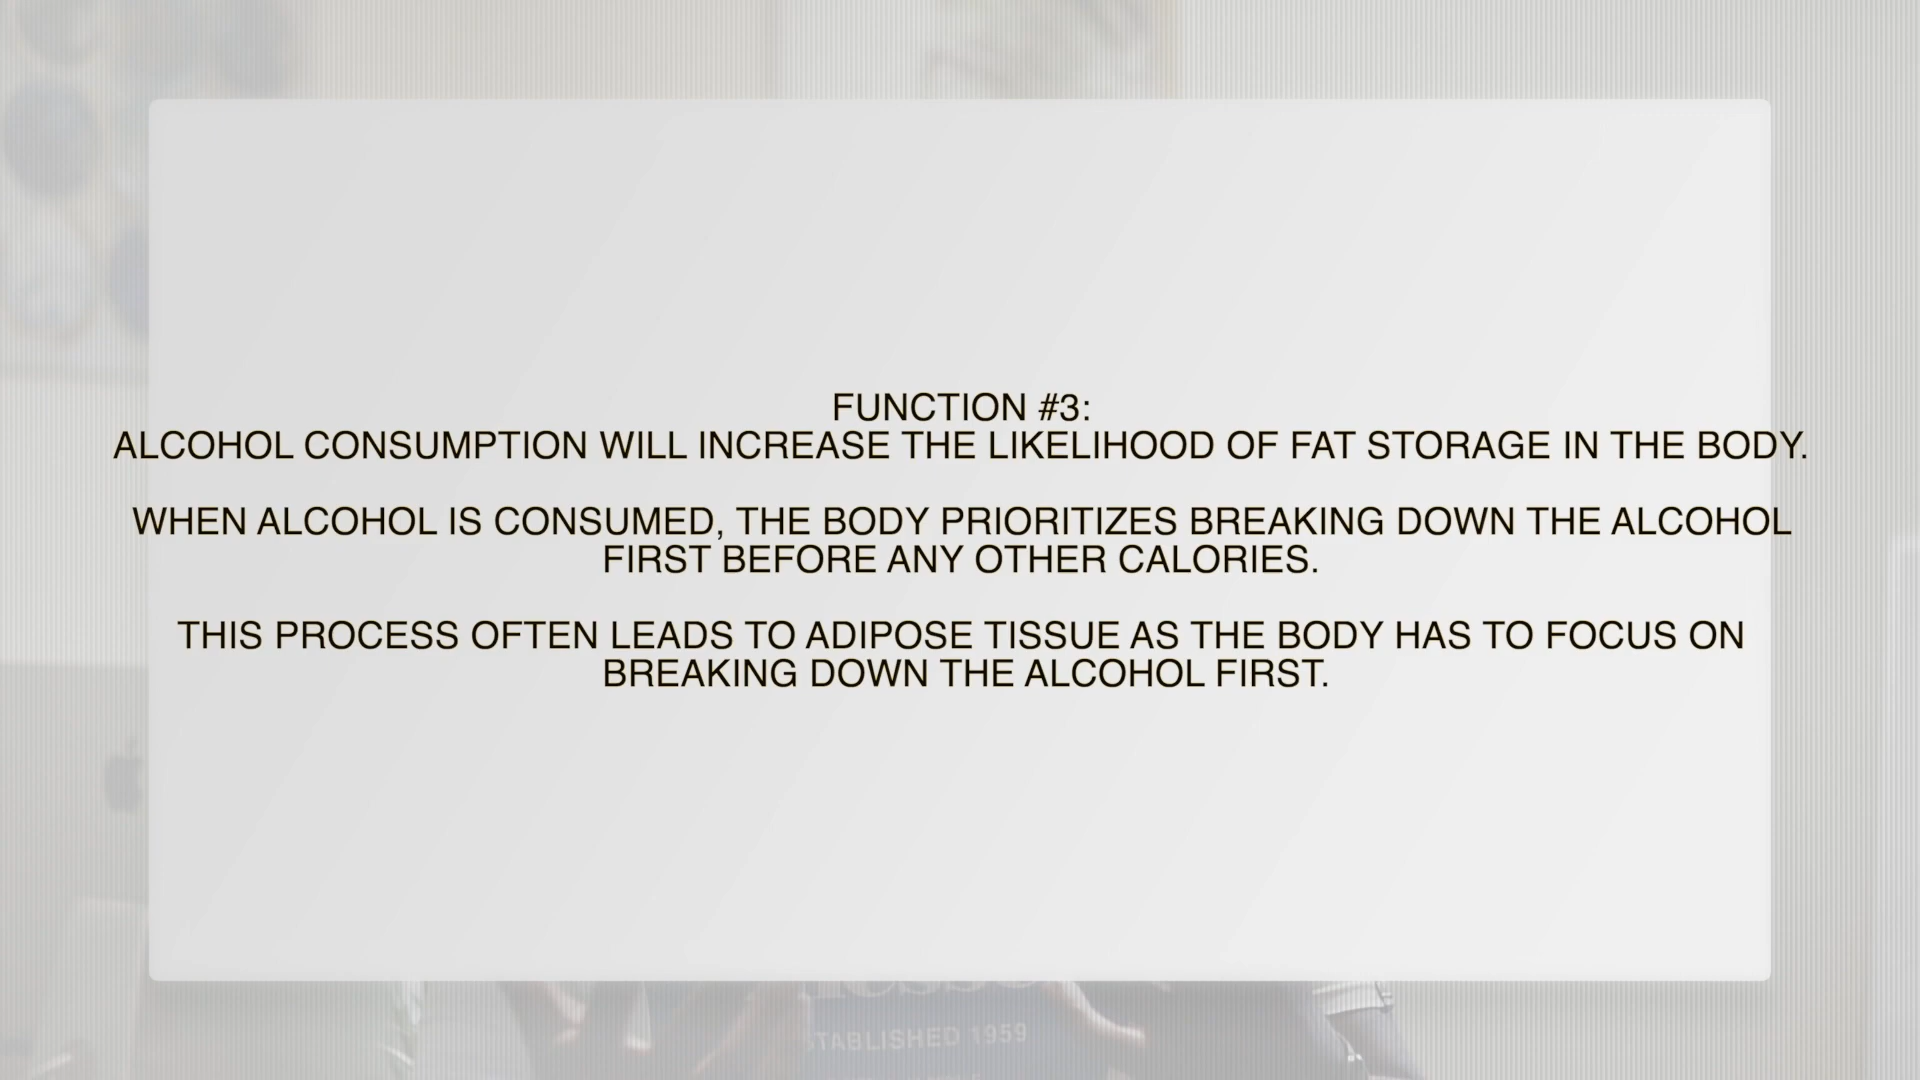 FUNCTION #3:
ALCOHOL CONSUMPTION WILL INCREASE THE LIKELIHOOD OF FAT STORAGE IN THE BODY.
WHEN ALCOHOL IS CONSUMED, THE BODY PRIORITIZES BREAKING DOWN THE ALCOHOL
FIRST BEFORE ANY OTHER CALORIES.
THIS PROCESS OFTEN LEADS TO ADIPOSE TISSUE AS THE BODY HAS TO FOCUS ON
BREAKING DOWN THE ALCOHOL FIRST.
STABLISHED 1959